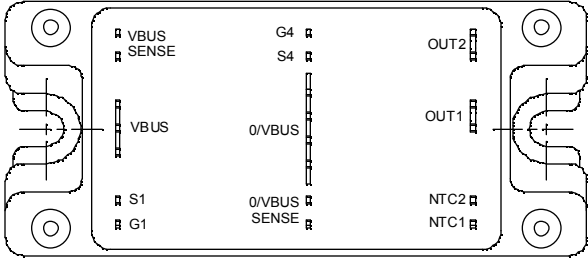 VBUS
SENSE
G4
S4
OUT2
VBUS
0/VBUS
OUT1
S1
G1
0/VBUS
SENSE
NTC2
NTC1